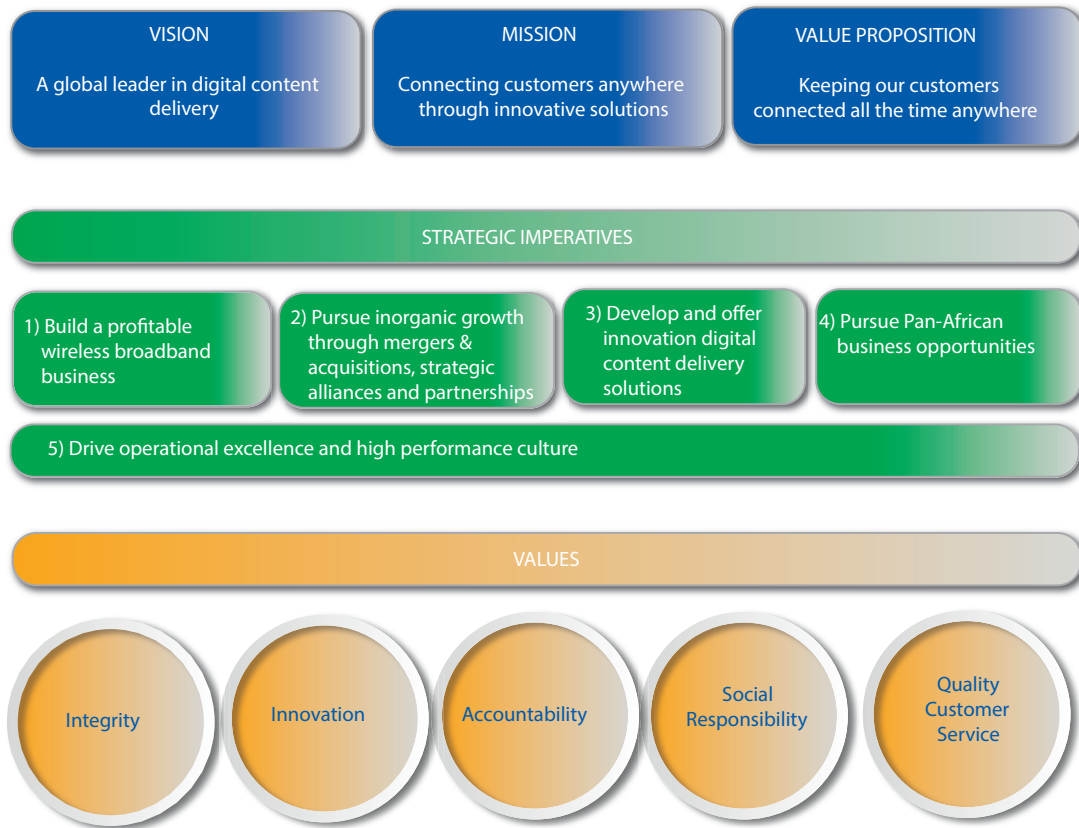 VISION
A global leader in digital content
delivery
MISSION
Connecting customers anywhere
through innovative solutions
VALUE PROPOSITION
Keeping our customers
connected all the time anywhere
STRATEGIC IMPERATIVES
1) Build a profitable
wireless broadband
business
2) Pursue inorganic growth
through mergers &
acquisitions, strategic
alliances and partnerships
3) Develop and offer
innovation digital
content delivery
solutions
4) Pursue Pan-African
business opportunities
5) Drive operational excellence and high performance culture
VALUES
Integrity
Innovation
Accountability
Social
Responsibility
Quality
Customer
Service